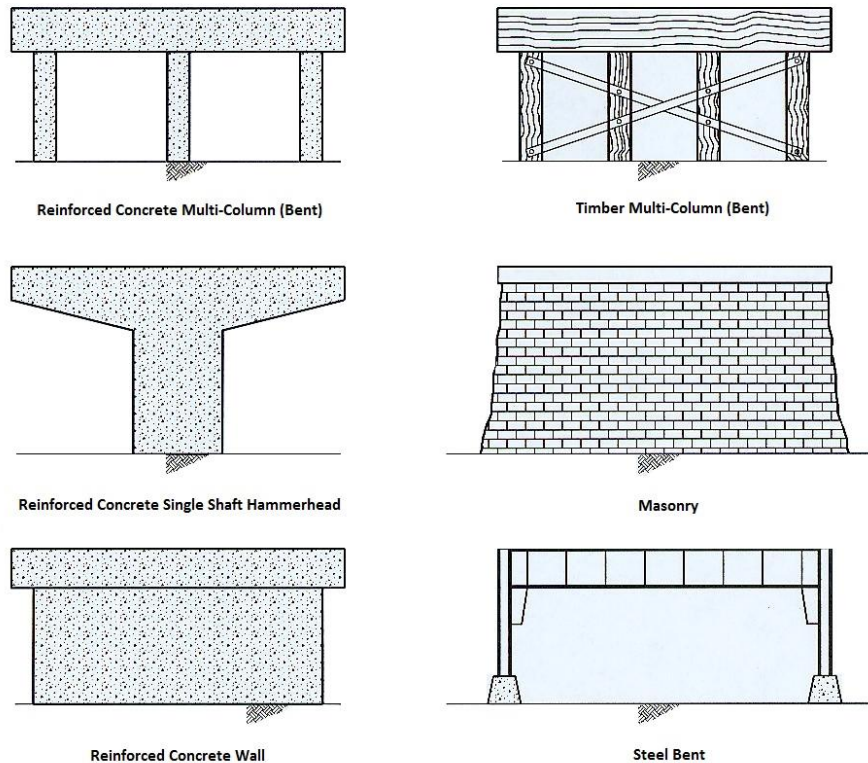 Reinforced Concrete Multi-Column (Bent)
Timber Multi-Column (Bent)
Reinforced Concrete Single Shaft Hammerhead
Masonry
Reinforced Concrete Wall
Steel Bent